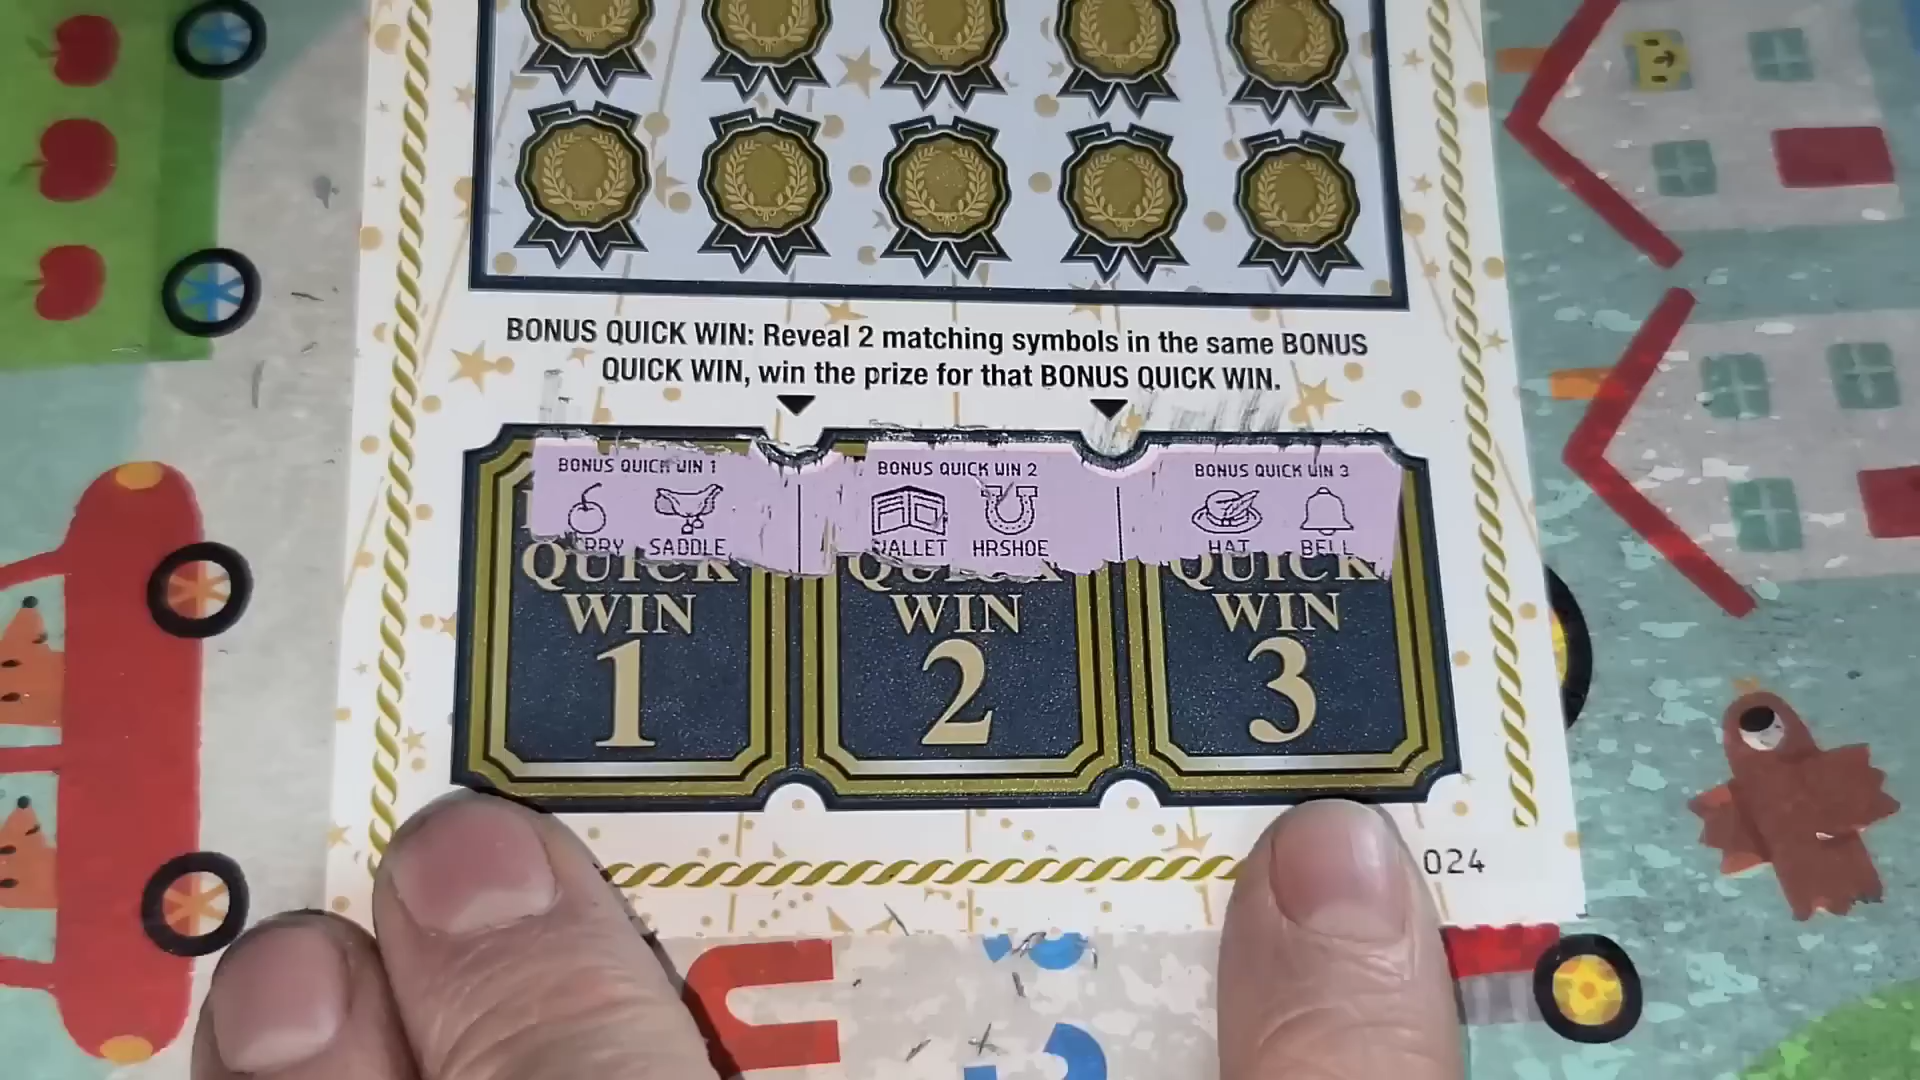 BONUS QUICK WIN: Reveal 2 matching symbols in the same BONUS
QUICK WIN, win the prize for that BONUS QUICK WIN.
BONUS QUICK WIN 1 BONUS QUICK WIN 2 BONUS QUICK WIN 3
SADDLE WALLET HRSHOE HAT BELL
QUICK QUICK QUICK
WIN WIN WIN
1 2 3
024